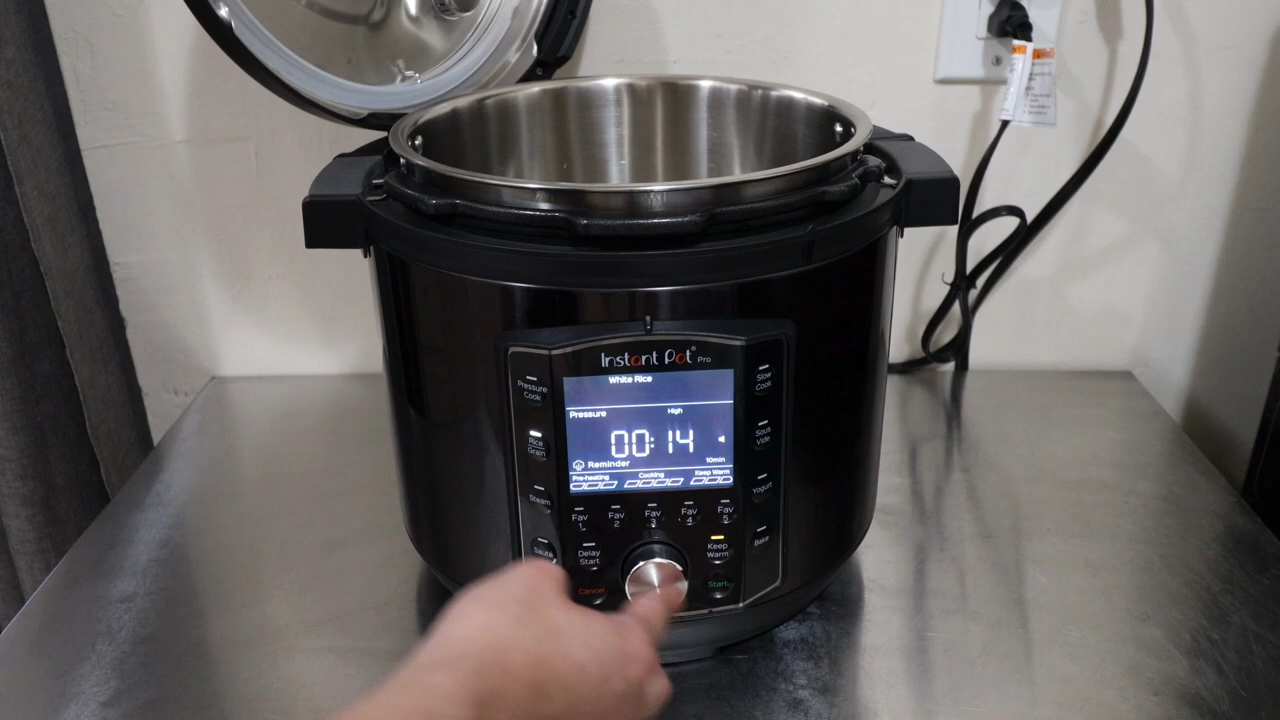 Instant Pot® Pro
White Rice
Pressure
High
00:14
Reminder
10min
Pre-heating
Cooking
Keep Warm
Pressure
Cook
Rice
Grain
Steam
Sauté
Slow
Cook
Sous
Vide
Yogurt
Bake
Fav
1
Fav
2
Fav
3
Fav
4
Fav
5
Delay
Start
Keep
Warm
Cancel
Start